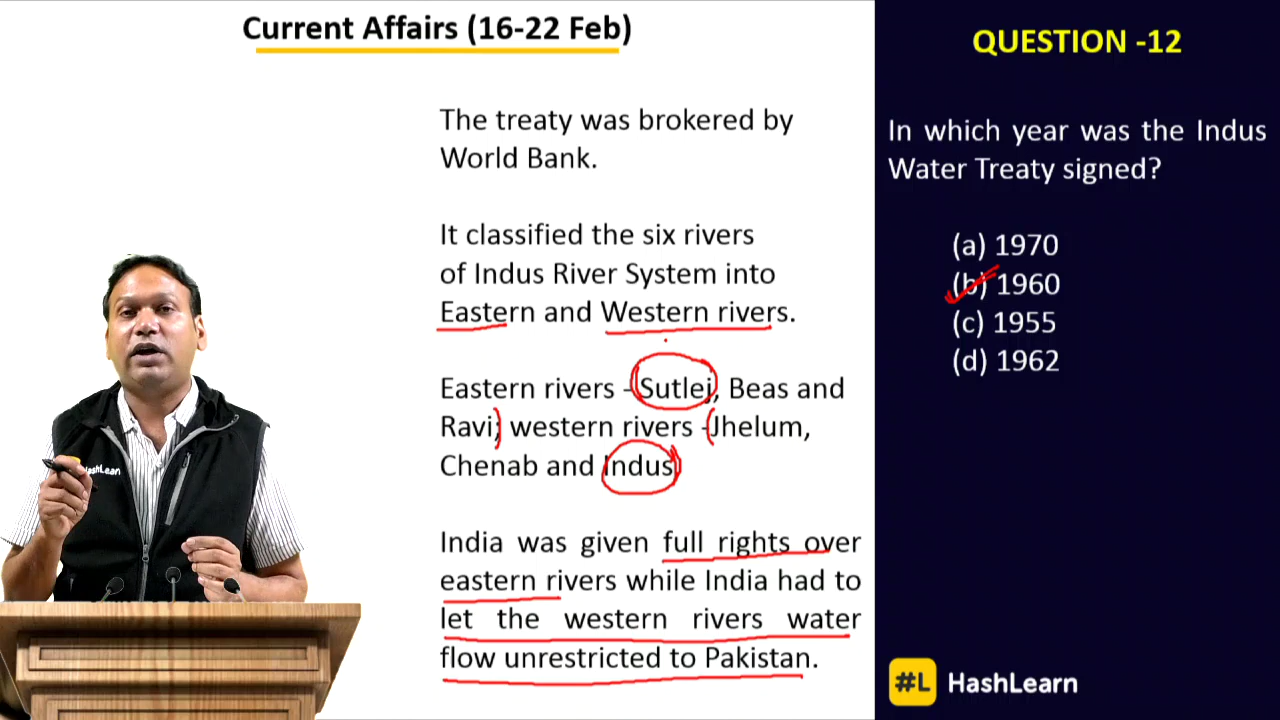 Current Affairs (16-22 Feb)
The treaty was brokered by
World Bank.
It classified the six rivers
of Indus River System into
Eastern and Western rivers.
Eastern rivers - Sutlej, Beas and
Ravi; western rivers -Jhelum,
Chenab and Indus
India was given full rights over
eastern rivers while India had to
let the western rivers water
flow unrestricted to Pakistan.
QUESTION -12
In which year was the Indus
Water Treaty signed?
(a) 1970
(b) 1960
(c) 1955
(d) 1962
#L HashLearn
HashLearn